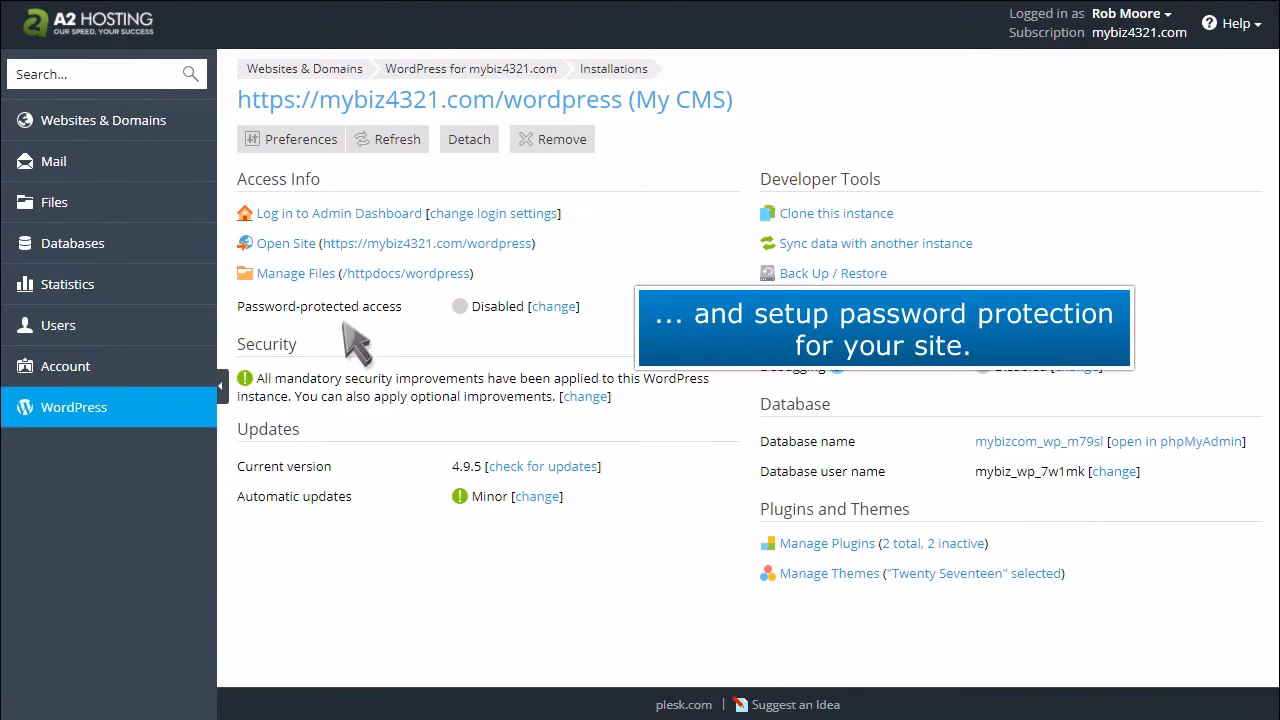 A2 HOSTING
OUR SPEED, YOUR SUCCESS
Logged in as Rob Moore
Subscription mybiz4321.com
Help
Search...
Websites & Domains
Mail
Files
Databases
Statistics
Users
Account
WordPress
Websites & Domains WordPress for mybiz4321.com Installations
https://mybiz4321.com/wordpress (My CMS)
Preferences Refresh Detach Remove
Access Info
Log in to Admin Dashboard [change login settings]
Open Site (https://mybiz4321.com/wordpress)
Manage Files (/httpdocs/wordpress)
Password-protected access Disabled [change]
Security
All mandatory security improvements have been applied to this WordPress
instance. You can also apply optional improvements. [change]
Updates
Current version 4.9.5 [check for updates]
Automatic updates Minor [change]
Developer Tools
Clone this instance
Sync data with another instance
Back Up / Restore
... and setup password protection
for your site.
Database
Database name mybizcom_wp_m79sl [open in phpMyAdmin]
Database user name mybiz_wp_7w1mk [change]
Plugins and Themes
Manage Plugins (2 total, 2 inactive)
Manage Themes ("Twenty Seventeen" selected)
plesk.com | Suggest an Idea